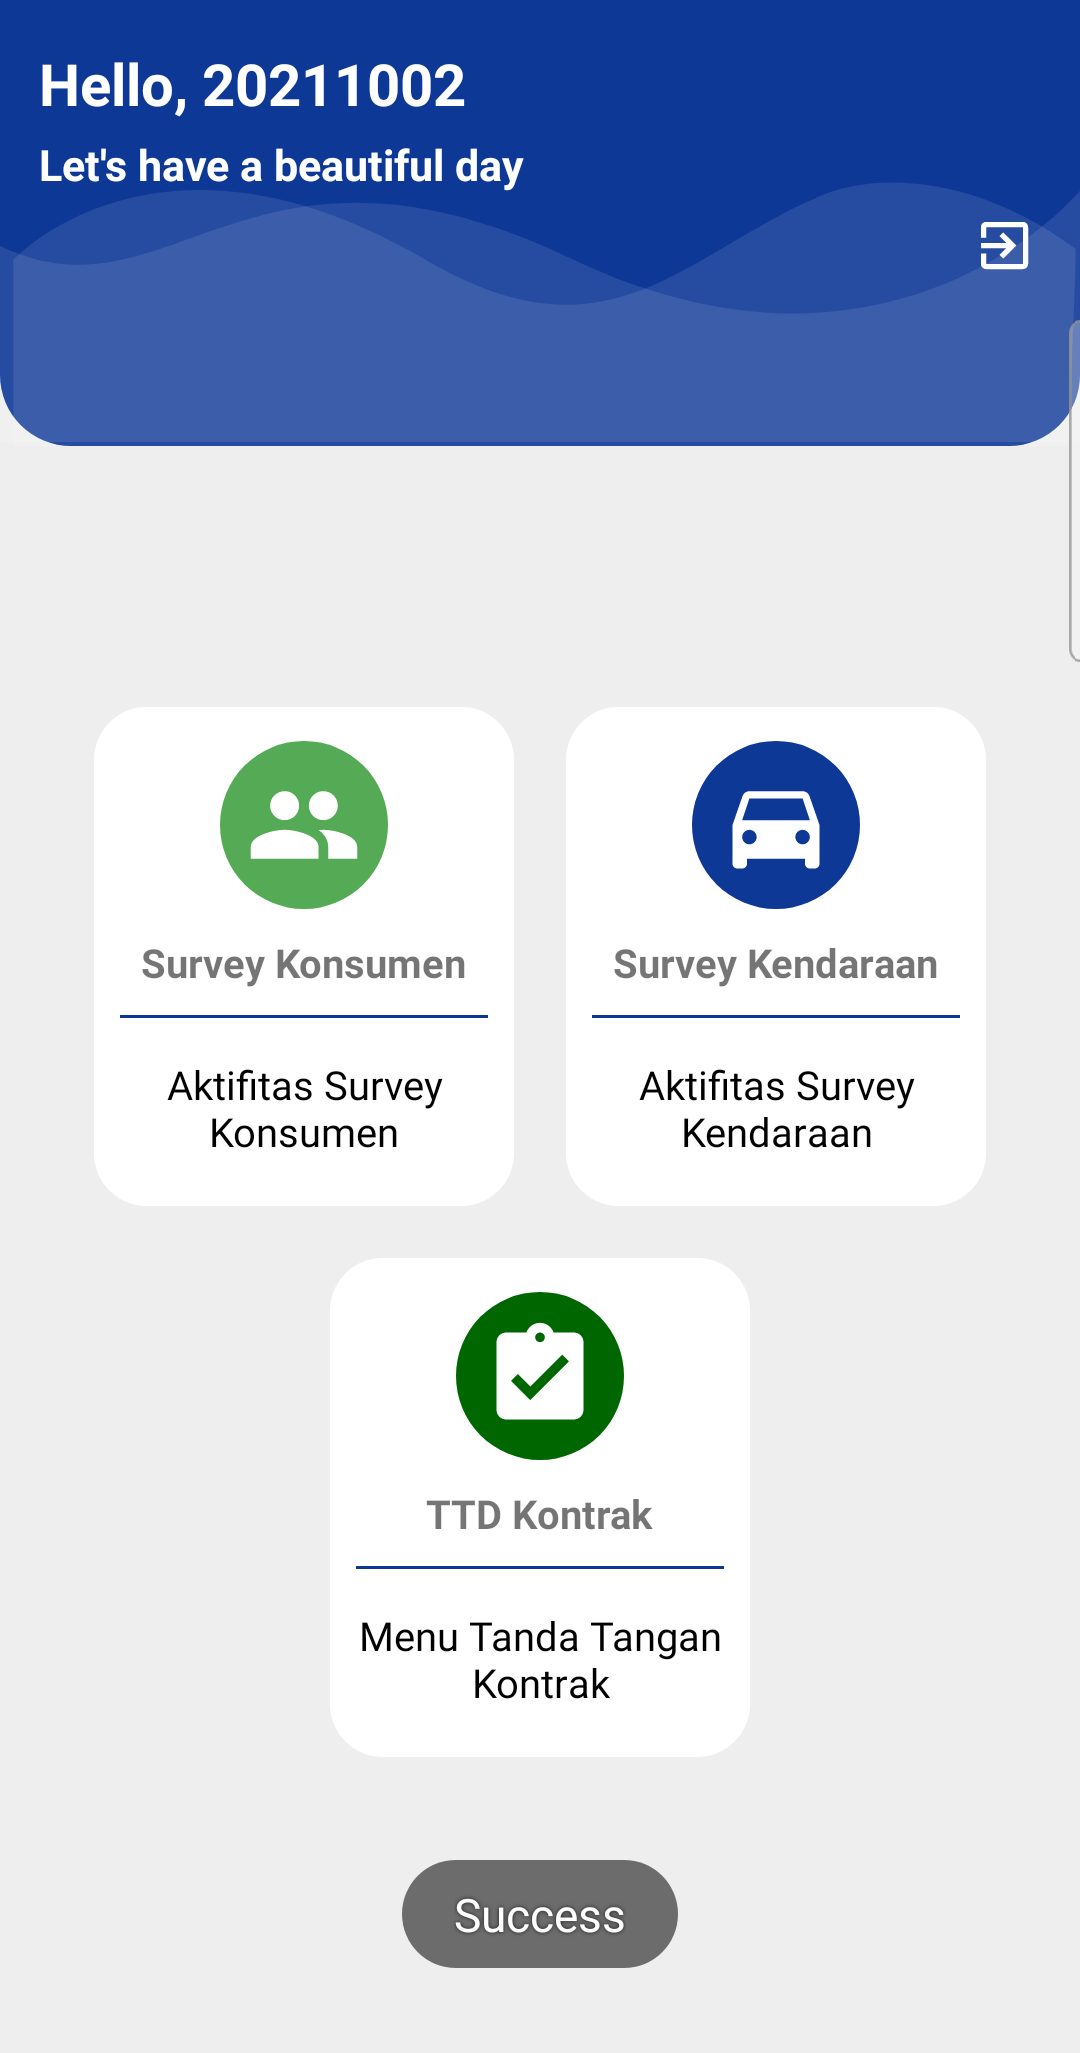 Hello, 20211002
Let's have a beautiful day
Survey Konsumen
Aktifitas Survey
Konsumen
Survey Kendaraan
Aktifitas Survey
Kendaraan
TTD Kontrak
Menu Tanda Tangan
Kontrak
Success